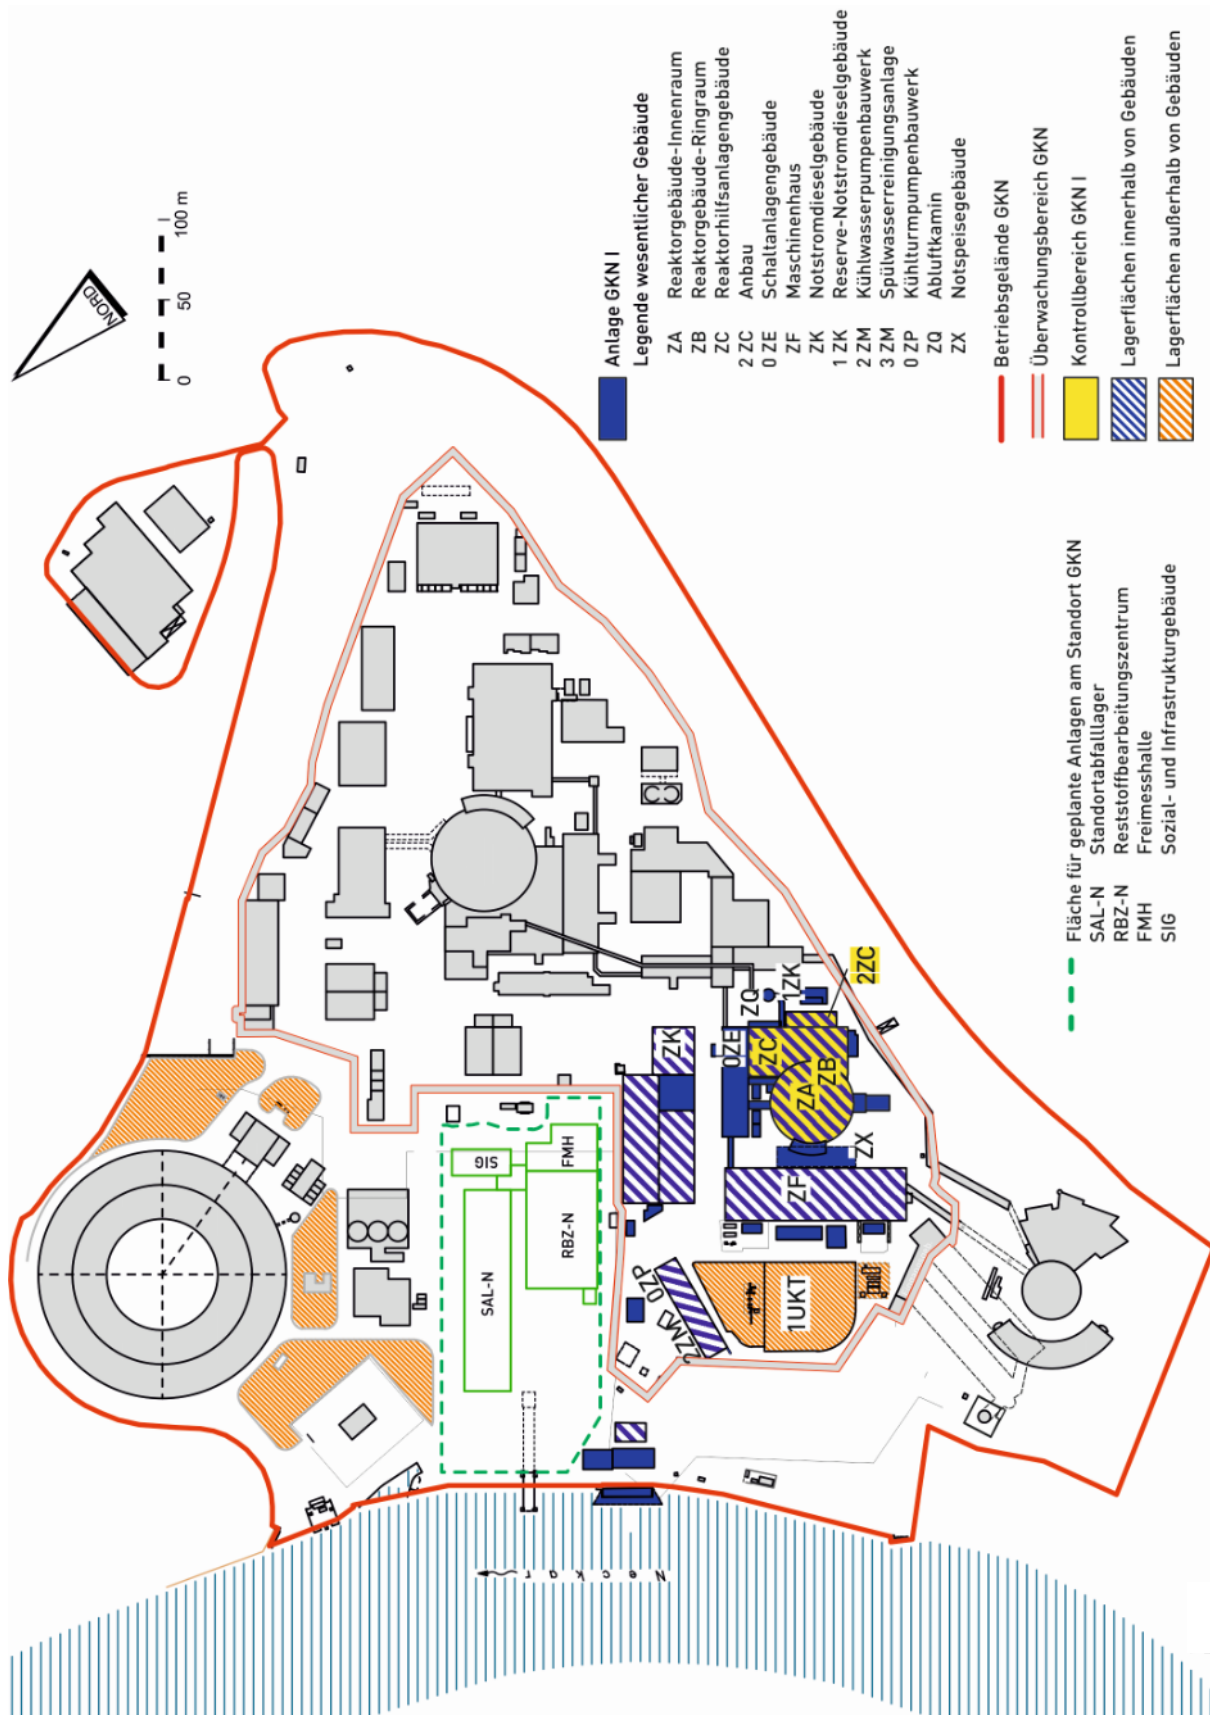 NORD
0 50 100 m
Anlage GKN I
Legende wesentlicher Gebäude
ZA Reaktorgebäude-Innenraum
ZB Reaktorgebäude-Ringraum
ZC Reaktorhilfsanlagengebäude
2 ZC Anbau
0 ZE Schaltanlagengebäude
ZF Maschinenhaus
ZK Notstromdieselgebäude
1 ZK Reserve-Notstromdieselgebäude
2 ZM Kühlwasserpumpenbauwerk
3 ZM Spülwasserreinigungsanlage
0 ZP Kühlturmpumpenbauwerk
ZQ Abluftkamin
ZX Notspeisegebäude
Betriebsgelände GKN
Überwachungsbereich GKN
Kontrollbereich GKN I
Lagerflächen innerhalb von Gebäuden
Lagerflächen außerhalb von Gebäuden
Fläche für geplante Anlagen am Standort GKN
SAL-N Standortabfalllager
RBZ-N Reststoffbearbeitungszentrum
FMH Freimesshalle
SIG Sozial- und Infrastrukturgebäude
SIG
FMH
SAL-N
RBZ-N
ZK
0ZE
ZQ
1ZK
2ZC
ZC
ZA
ZB
ZX
ZF
0ZP
2ZM
1UKT
Neckar